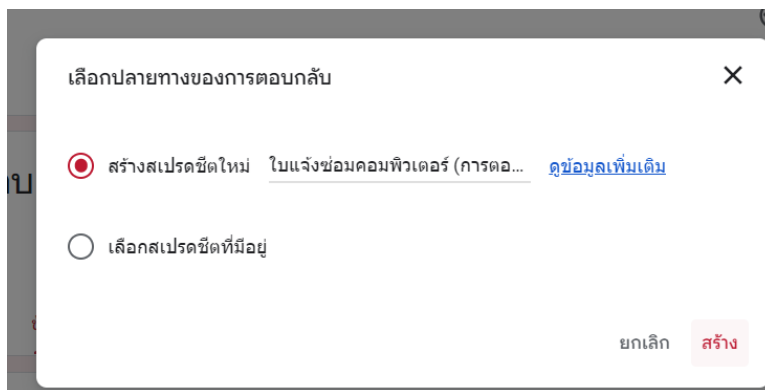 เลือกปลายทางของการตอบกลับ
สร้างสเปรดชีตใหม่ ใบแจ้งซ่อมคอมพิวเตอร์ (การตอ... ดูข้อมูลเพิ่มเติม
เลือกสเปรดชีตที่มีอยู่
ยกเลิก สร้าง